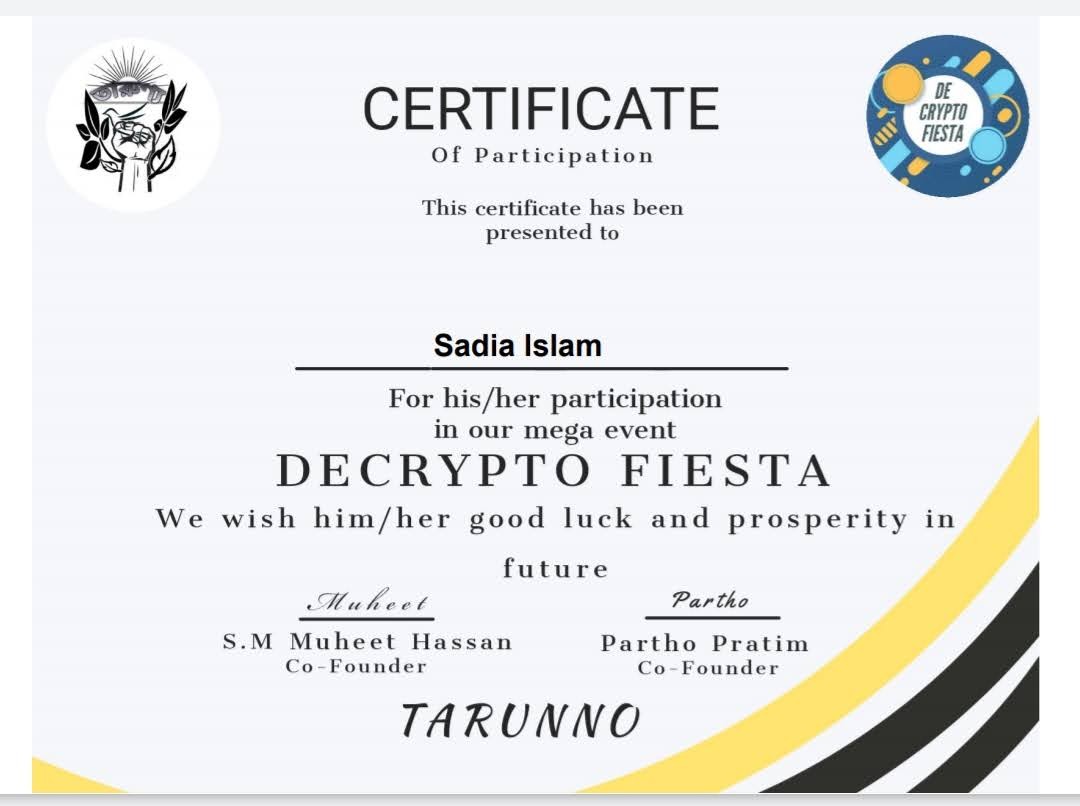 তারুণ্য
DE
CRYPTO
FIESTA
CERTIFICATE
Of Participation
This certificate has been
presented to
Sadia Islam
For his/her participation
in our mega event
DECRYPTO FIESTA
We wish him/her good luck and prosperity in
future
Muheet
Partho
S.M Muheet Hassan
Partho Pratim
Co-Founder
Co-Founder
TARUNNO